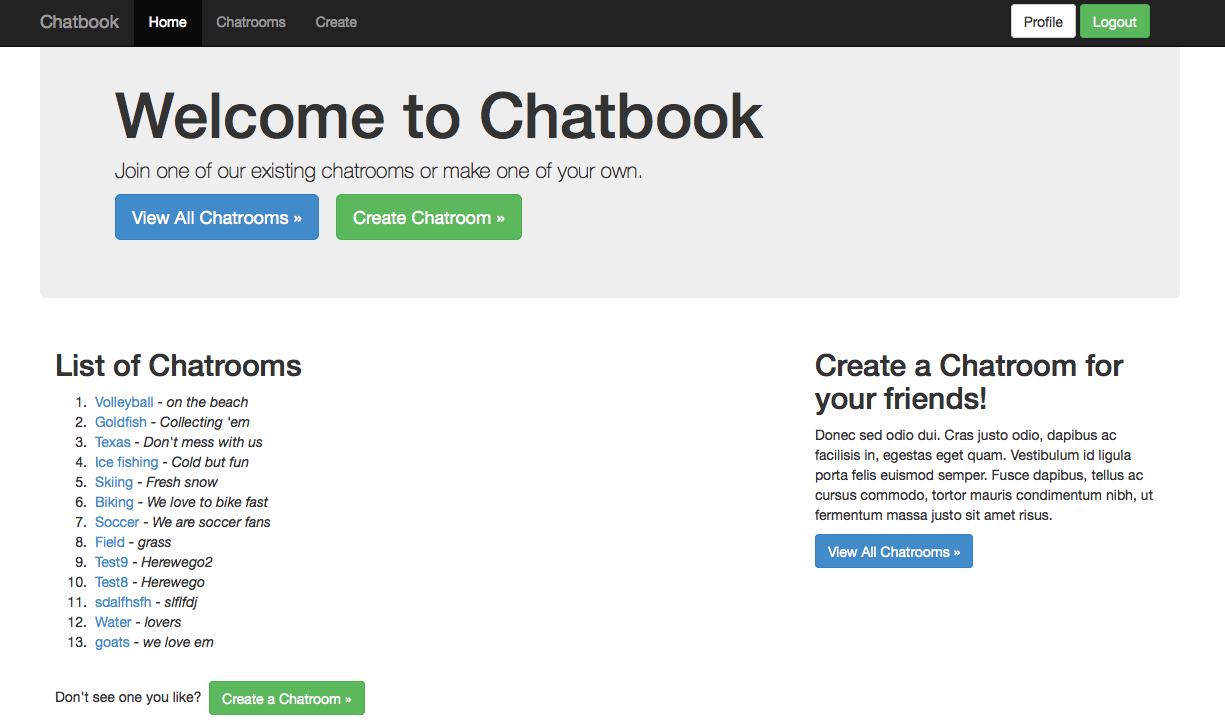 Chatbook Home Chatrooms Create Profile Logout
Welcome to Chatbook
Join one of our existing chatrooms or make one of your own.
View All Chatrooms » Create Chatroom »
List of Chatrooms
1. Volleyball - on the beach
2. Goldfish - Collecting 'em
3. Texas - Don't mess with us
4. Ice fishing - Cold but fun
5. Skiing - Fresh snow
6. Biking - We love to bike fast
7. Soccer - We are soccer fans
8. Field - grass
9. Test9 - Herewego2
10. Test8 - Herewego
11. sdalfhsfh - slflfdj
12. Water - lovers
13. goats - we love em
Don't see one you like? Create a Chatroom »
Create a Chatroom for
your friends!
Donec sed odio dui. Cras justo odio, dapibus ac
facilisis in, egestas eget quam. Vestibulum id ligula
porta felis euismod semper. Fusce dapibus, tellus ac
cursus commodo, tortor mauris condimentum nibh, ut
fermentum massa justo sit amet risus.
View All Chatrooms »